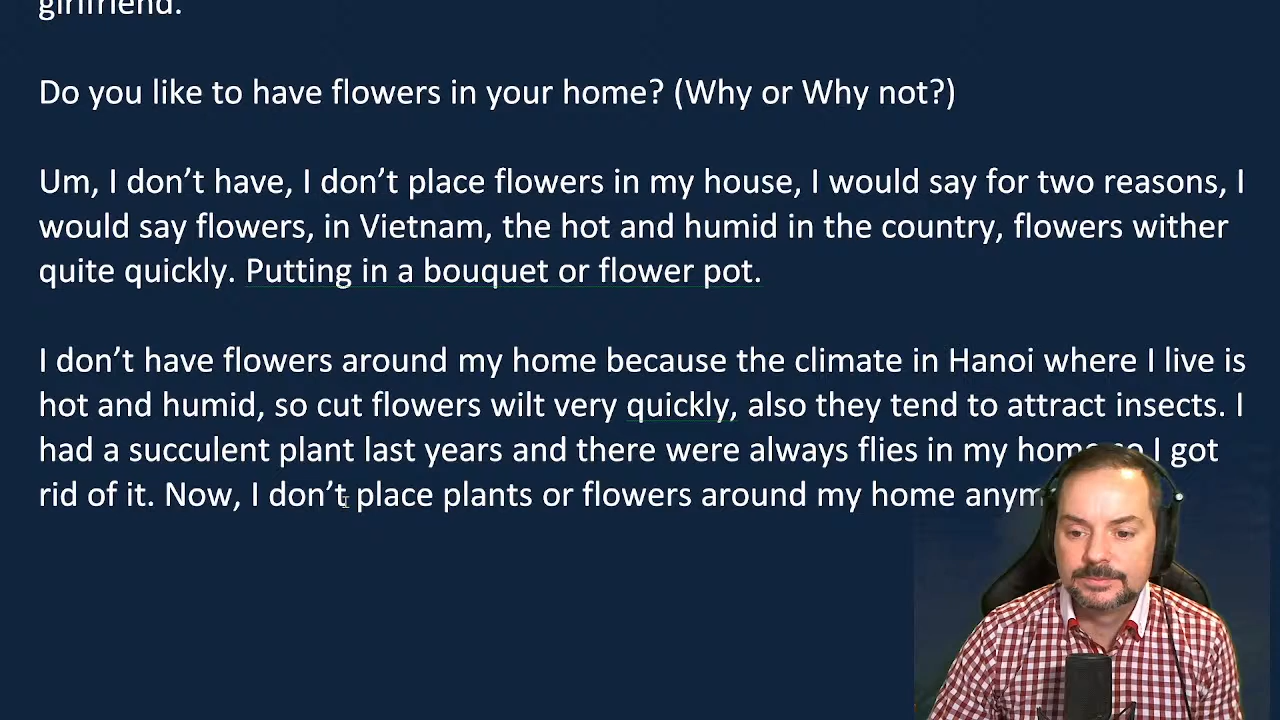 girlfriend.
Do you like to have flowers in your home? (Why or Why not?)
Um, I don’t have, I don’t place flowers in my house, I would say for two reasons, I
would say flowers, in Vietnam, the hot and humid in the country, flowers wither
quite quickly. Putting in a bouquet or flower pot.
I don’t have flowers around my home because the climate in Hanoi where I live is
hot and humid, so cut flowers wilt very quickly, also they tend to attract insects. I
had a succulent plant last years and there were always flies in my home so I got
rid of it. Now, I don’t place plants or flowers around my home